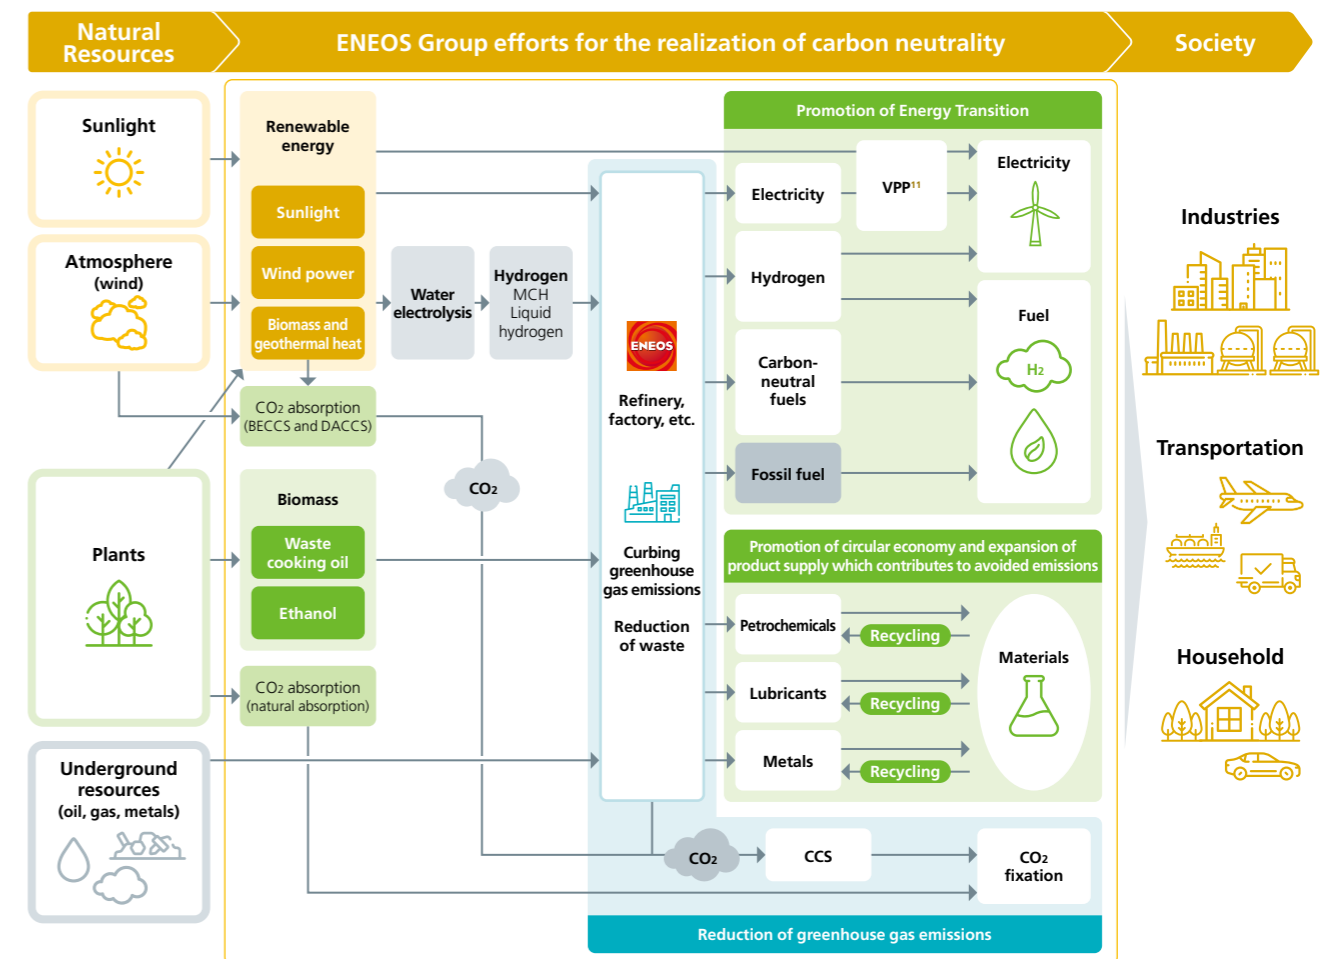 Natural
Resources
ENEOS Group efforts for the realization of carbon neutrality
Society
Sunlight
Atmosphere
(wind)
Plants
Underground
resources
(oil, gas, metals)
Renewable
energy
Sunlight
Wind power
Biomass and
geothermal heat
CO2 absorption
(BECCS and DACCS)
Biomass
Waste
cooking oil
Ethanol
CO2 absorption
(natural absorption)
Water
electrolysis
Hydrogen
MCH
Liquid
hydrogen
CO2
ENEOS
Refinery,
factory, etc.
Curbing
greenhouse
gas emissions
Reduction
of waste
Promotion of Energy Transition
Electricity
VPP11
Electricity
Hydrogen
Carbon-
neutral
fuels
Fossil fuel
Fuel
H2
Promotion of circular economy and expansion of
product supply which contributes to avoided emissions
Petrochemicals
Recycling
Lubricants
Recycling
Metals
Recycling
Materials
CO2
CCS
CO2
fixation
Reduction of greenhouse gas emissions
Industries
Transportation
Household